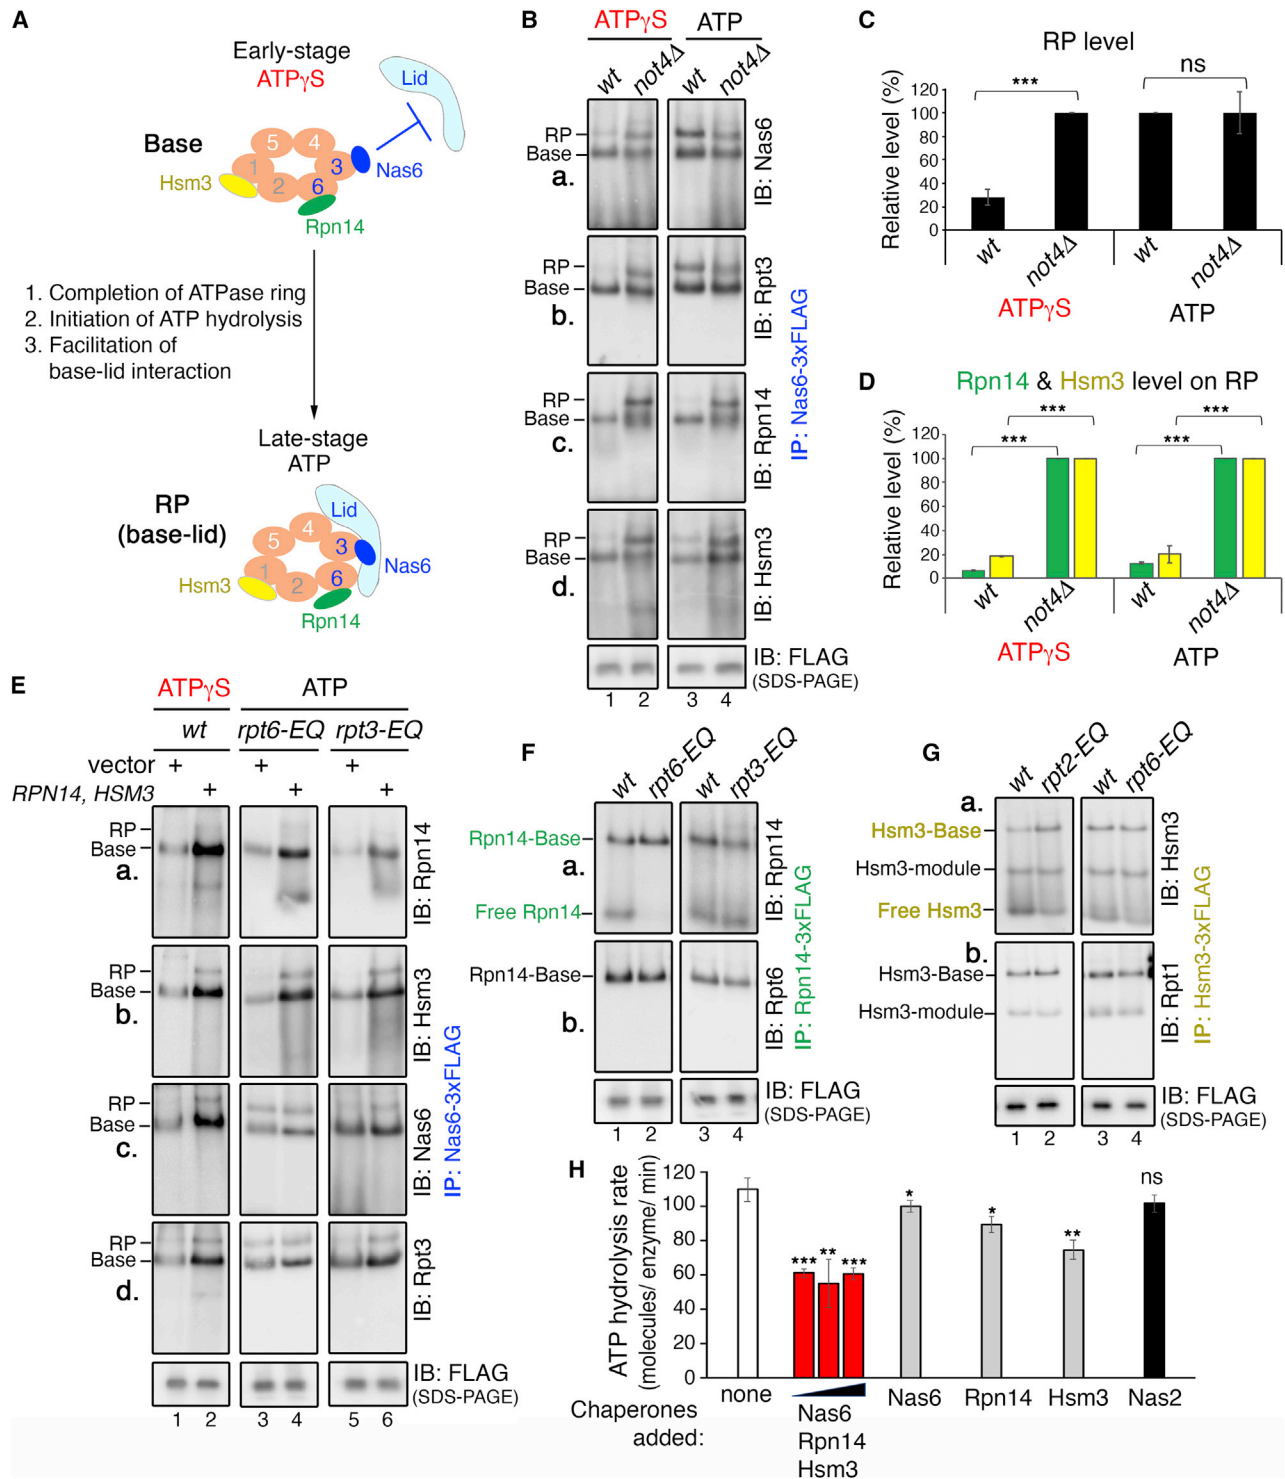 A
Early-stage
ATPγS
Lid
Base
5
4
1
3
2
6
Nas6
Hsm3
Rpn14
1. Completion of ATPase ring
2. Initiation of ATP hydrolysis
3. Facilitation of
base-lid interaction
Late-stage
ATP
RP
(base-lid)
Lid
4
5
3
1
6
2
Nas6
Hsm3
Rpn14
B
ATPγS ATP
wt not4Δ wt not4Δ
RP
Base
a.
IB: Nas6
RP
Base
b.
IB: Rpt3
RP
Base
c.
IB: Rpn14
RP
Base
d.
IB: Hsm3
IP: Nas6-3xFLAG
IB: FLAG
(SDS-PAGE)
1 2 3 4
C
RP level
Relative level (%)
120
100
80
60
40
20
0
***
ns
wt not4Δ wt not4Δ
ATPγS ATP
D
Rpn14 & Hsm3 level on RP
Relative level (%)
120
100
80
60
40
20
0
***
***
***
***
wt not4Δ wt not4Δ
ATPγS ATP
E
ATPγS ATP
wt rpt6-EQ rpt3-EQ
vector + + +
RPN14, HSM3 + + +
RP
Base
a.
IB: Rpn14
RP
Base
b.
IB: Hsm3
RP
Base
c.
IB: Nas6
RP
Base
d.
IB: Rpt3
IP: Nas6-3xFLAG
IB: FLAG
(SDS-PAGE)
1 2 3 4 5 6
F
wt rpt6-EQ wt rpt3-EQ
Rpn14-Base
a.
Free Rpn14
IB: Rpn14
Rpn14-Base
b.
IB: Rpt6
IP: Rpn14-3xFLAG
IB: FLAG
(SDS-PAGE)
1 2 3 4
G
wt rpt2-EQ wt rpt6-EQ
a.
Hsm3-Base
Hsm3-module
Free Hsm3
IB: Hsm3
b.
Hsm3-Base
Hsm3-module
IB: Rpt1
IP: Hsm3-3xFLAG
IB: FLAG
(SDS-PAGE)
1 2 3 4
H
ATP hydrolysis rate
(molecules/ enzyme/ min)
120
100
80
60
40
20
0
***
**
***
*
*
**
ns
none
Nas6
Rpn14
Hsm3
Nas6 Rpn14 Hsm3 Nas2
Chaperones
added: